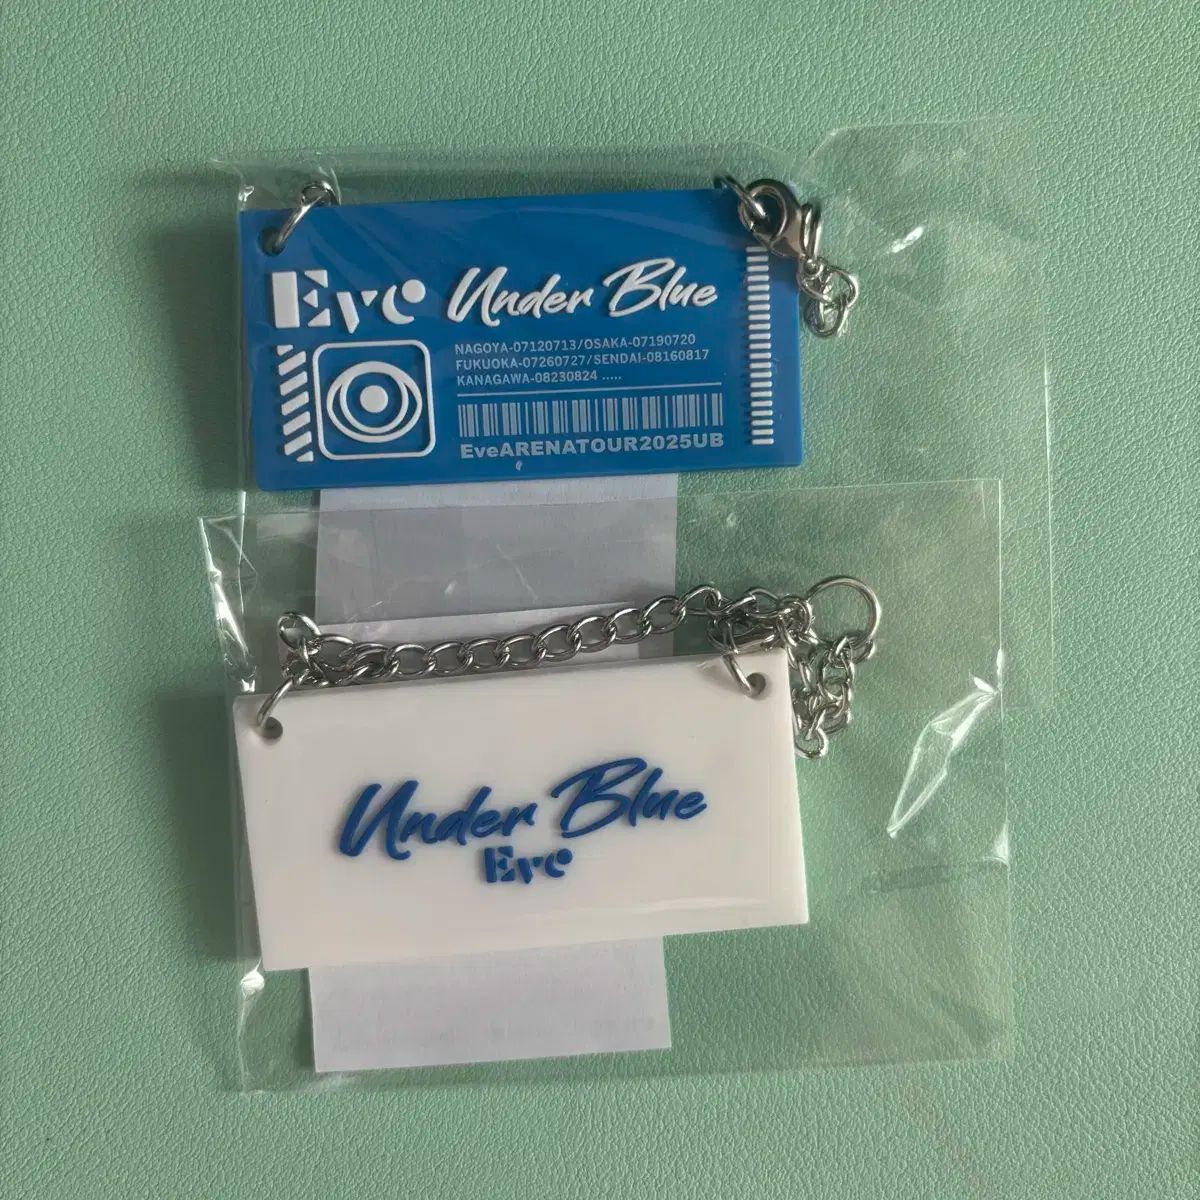 Eve Under Blue
NAGOYA-07120713/OSAKA-07190720
FUKUOKA-07260727/SENDAI-08160817
KANAGAWA-08230824 .....
EveARENATOUR2025UB
Under Blue
Eve